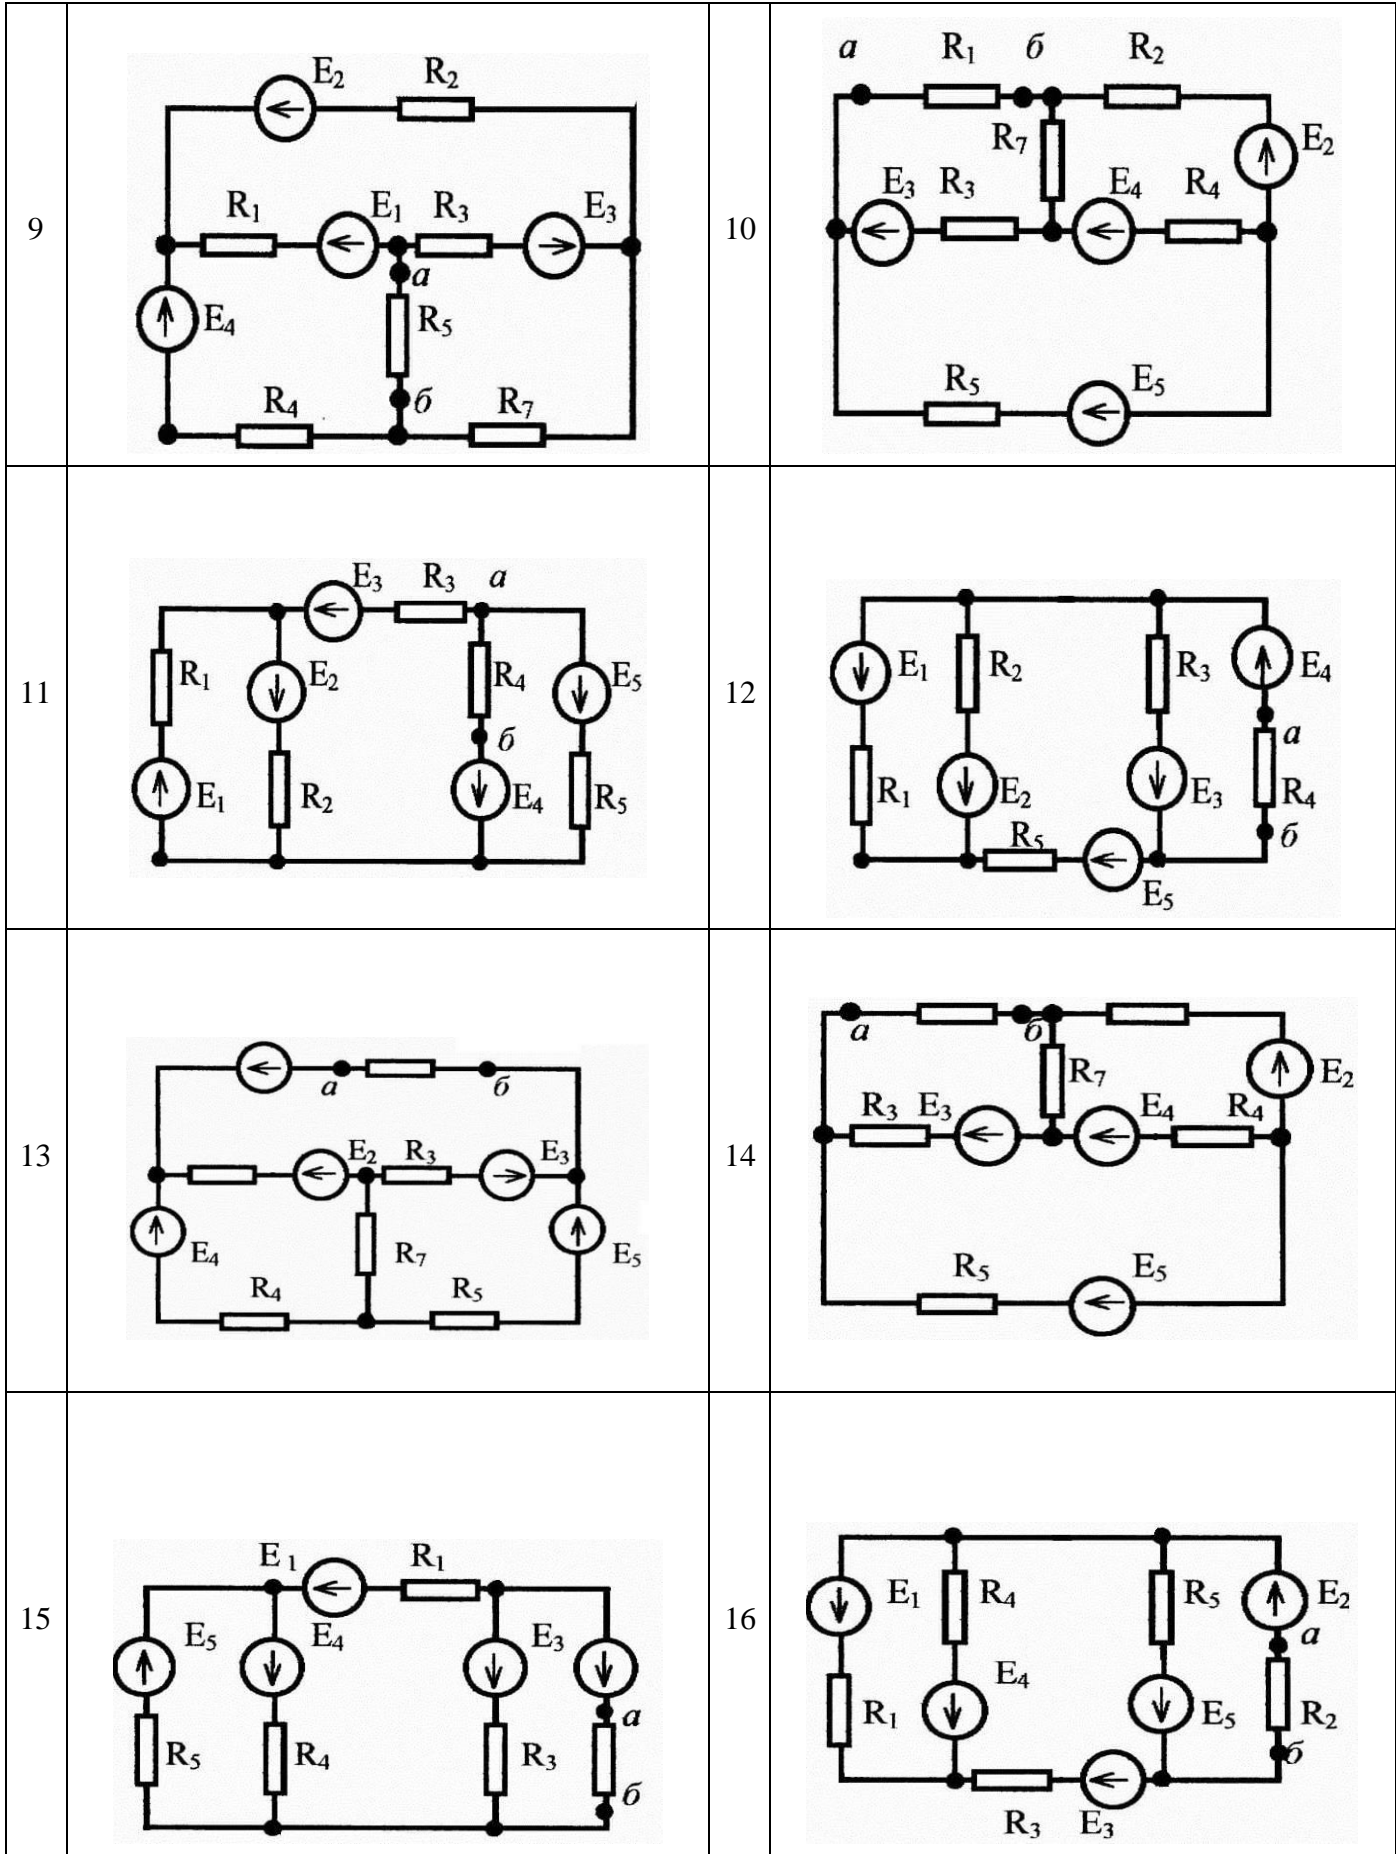 9
E₂ R₂
R₁ E₁ R₃ E₃
а
E₄ R₅
б
R₄ R₇
10
а R₁ б R₂
R₇ E₂
E₃ R₃ E₄ R₄
R₅ E₅
11
E₃ R₃ а
R₁ E₂ R₄ E₅
б
E₁ R₂ E₄ R₅
12
E₁ R₂ R₃ E₄
а
R₁ E₂ E₃ R₄
R₅ б
E₅
13
а б
E₂ R₃ E₃
E₄ R₇ E₅
R₄ R₅
14
а б
R₇ E₂
R₃ E₃ E₄ R₄
R₅ E₅
15
E₁ R₁
E₅ E₄ E₃
а
R₅ R₄ R₃
б
16
E₁ R₄ R₅ E₂
а
E₄
R₁ E₅ R₂
б
R₃ E₃